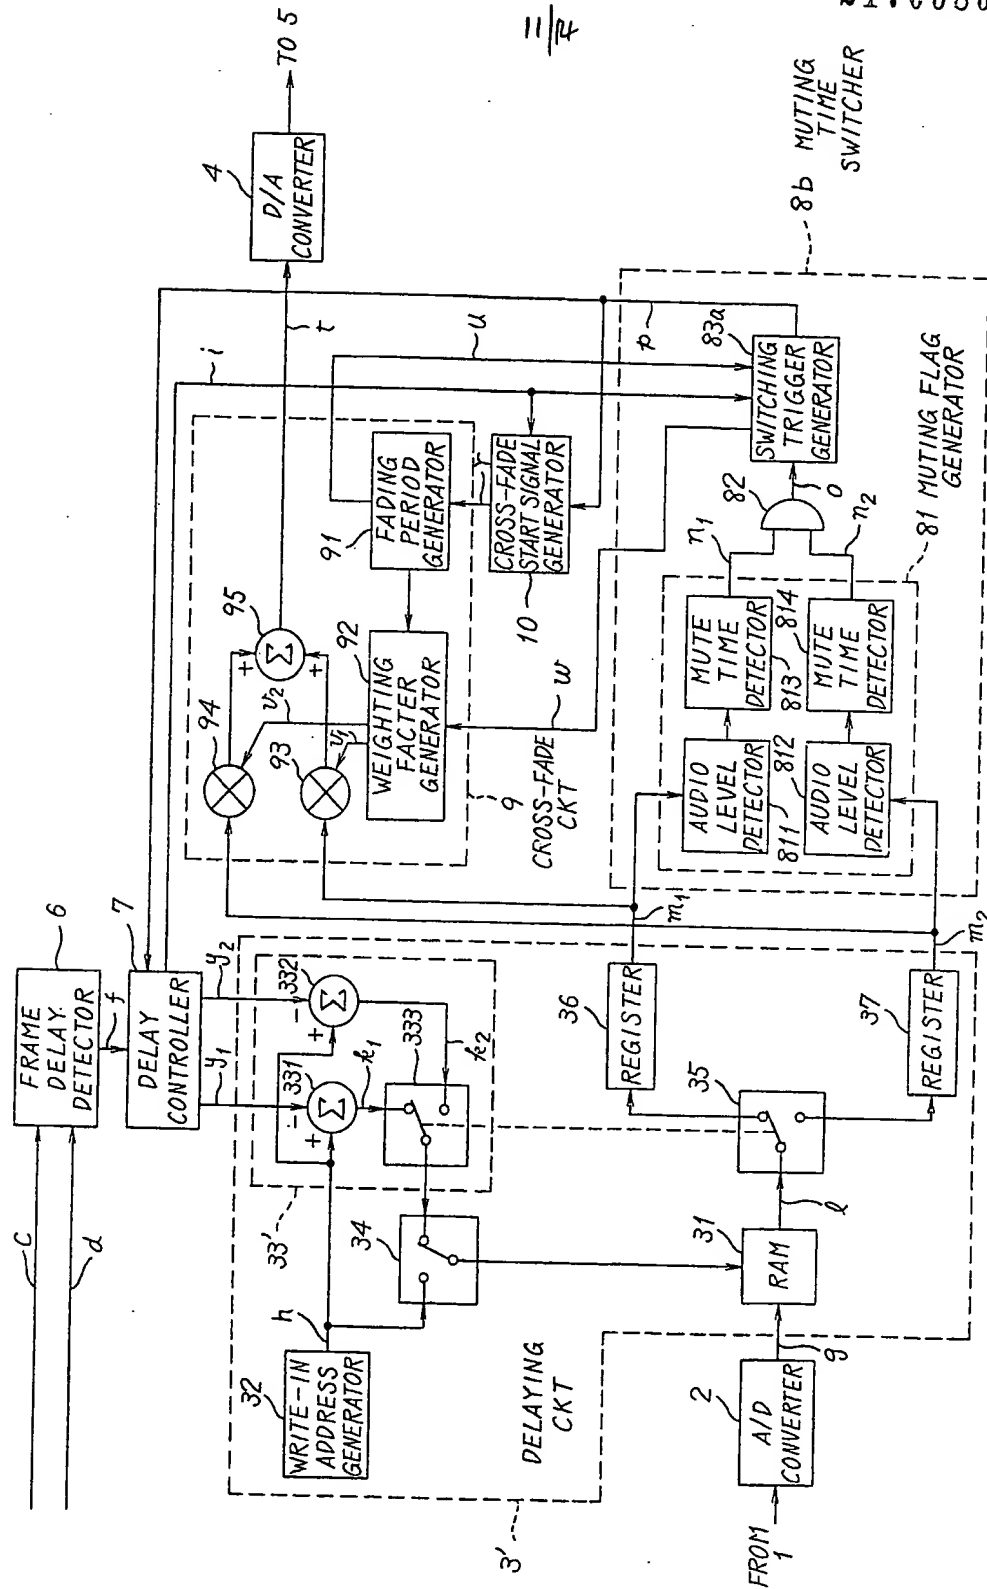 11/14
C
d
FRAME
DELAY
DETECTOR
6
f
DELAY
CONTROLLER
7
y1
y2
i
D/A
CONVERTER
4
TO 5
t
94
93
95
Σ
+
+
v2
v1
WEIGHTING
FACTER
GENERATOR
92
FADING
PERIOD
GENERATOR
91
u
r
9
CROSS-FADE
CKT
CROSS-FADE
START SIGNAL
GENERATOR
10
w
p
32
WRITE-IN
ADDRESS
GENERATOR
h
33'
331
Σ
+
-
332
Σ
+
-
k1
k2
333
34
DELAYING
CKT
3'
FROM
1
2
A/D
CONVERTER
g
31
RAM
l
35
36
REGISTER
37
REGISTER
m1
m2
AUDIO
LEVEL
DETECTOR
811
AUDIO
LEVEL
DETECTOR
812
MUTE
TIME
DETECTOR
813
MUTE
TIME
DETECTOR
814
n1
n2
82
o
SWITCHING
TRIGGER
GENERATOR
83a
81 MUTING FLAG
GENERATOR
8b MUTING
TIME
SWITCHER